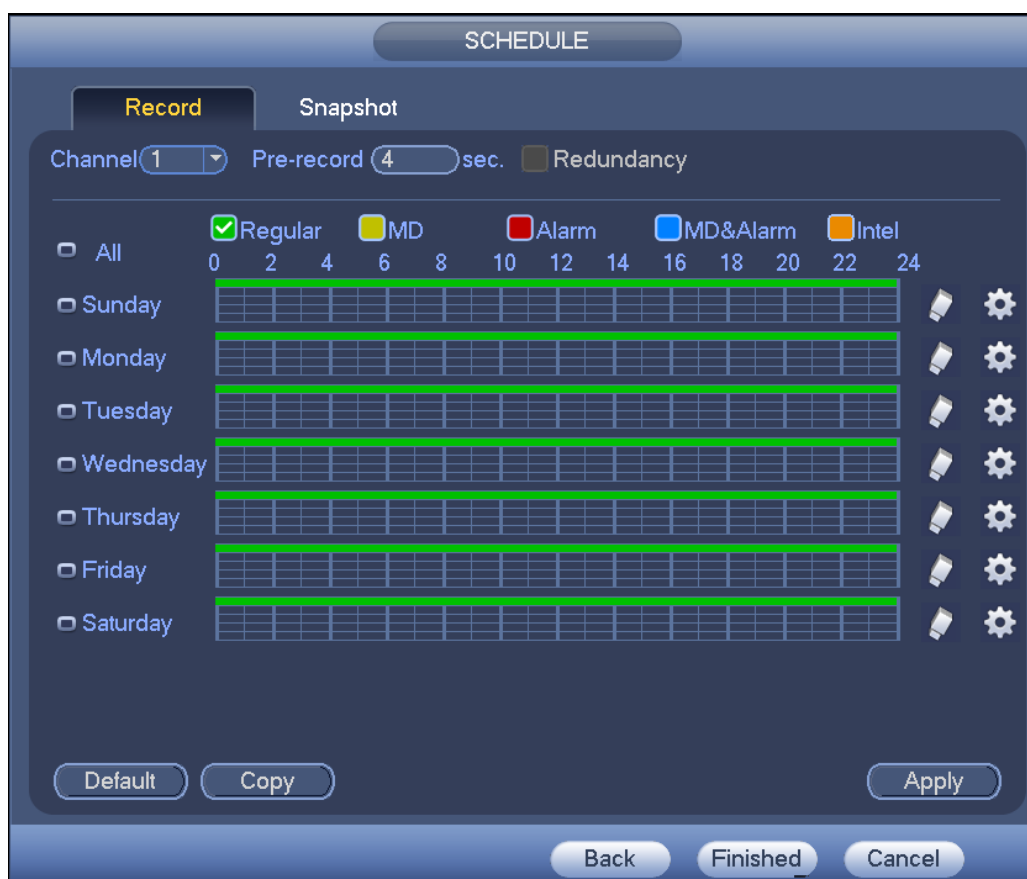 SCHEDULE
Record Snapshot
Channel 1 Pre-record 4 sec. Redundancy
Regular MD Alarm MD&Alarm Intel
All
0 2 4 6 8 10 12 14 16 18 20 22 24
Sunday
Monday
Tuesday
Wednesday
Thursday
Friday
Saturday
Default Copy Apply
Back Finished Cancel